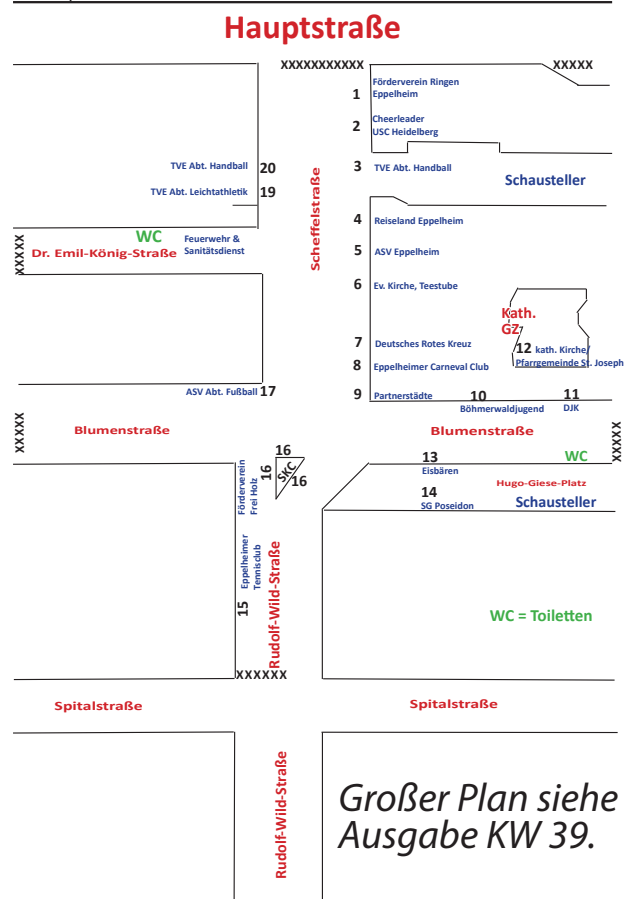 Hauptstraße
XXXXXXXXXXX
XXXXX
1
Förderverein Ringen
Eppelheim
2
Cheerleader
USC Heidelberg
TVE Abt. Handball 20
3 TVE Abt. Handball
TVE Abt. Leichtathletik 19
Schausteller
Scheffelstraße
4 Reiseland Eppelheim
WC
Feuerwehr &
Sanitätsdienst
XXXXX
Dr. Emil-König-Straße
5 ASV Eppelheim
6 Ev. Kirche, Teestube
Kath.
GZ
7 Deutsches Rotes Kreuz
12 kath. Kirche/
Pfarrgemeinde St. Joseph
8 Eppelheimer Carneval Club
ASV Abt. Fußball 17
9 Partnerstädte
10
Böhmerwaldjugend
11
DJK
XXXXX
Blumenstraße
Blumenstraße
XXXXX
16
16
SKC
16
Förderverein
Frei Holz
13
Eisbären
WC
Hugo-Giese-Platz
14
SG Poseidon
Schausteller
Eppelheimer
Tennisclub
15
Rudolf-Wild-Straße
WC = Toiletten
XXXXXX
Spitalstraße
Spitalstraße
Rudolf-Wild-Straße
Großer Plan siehe
Ausgabe KW 39.